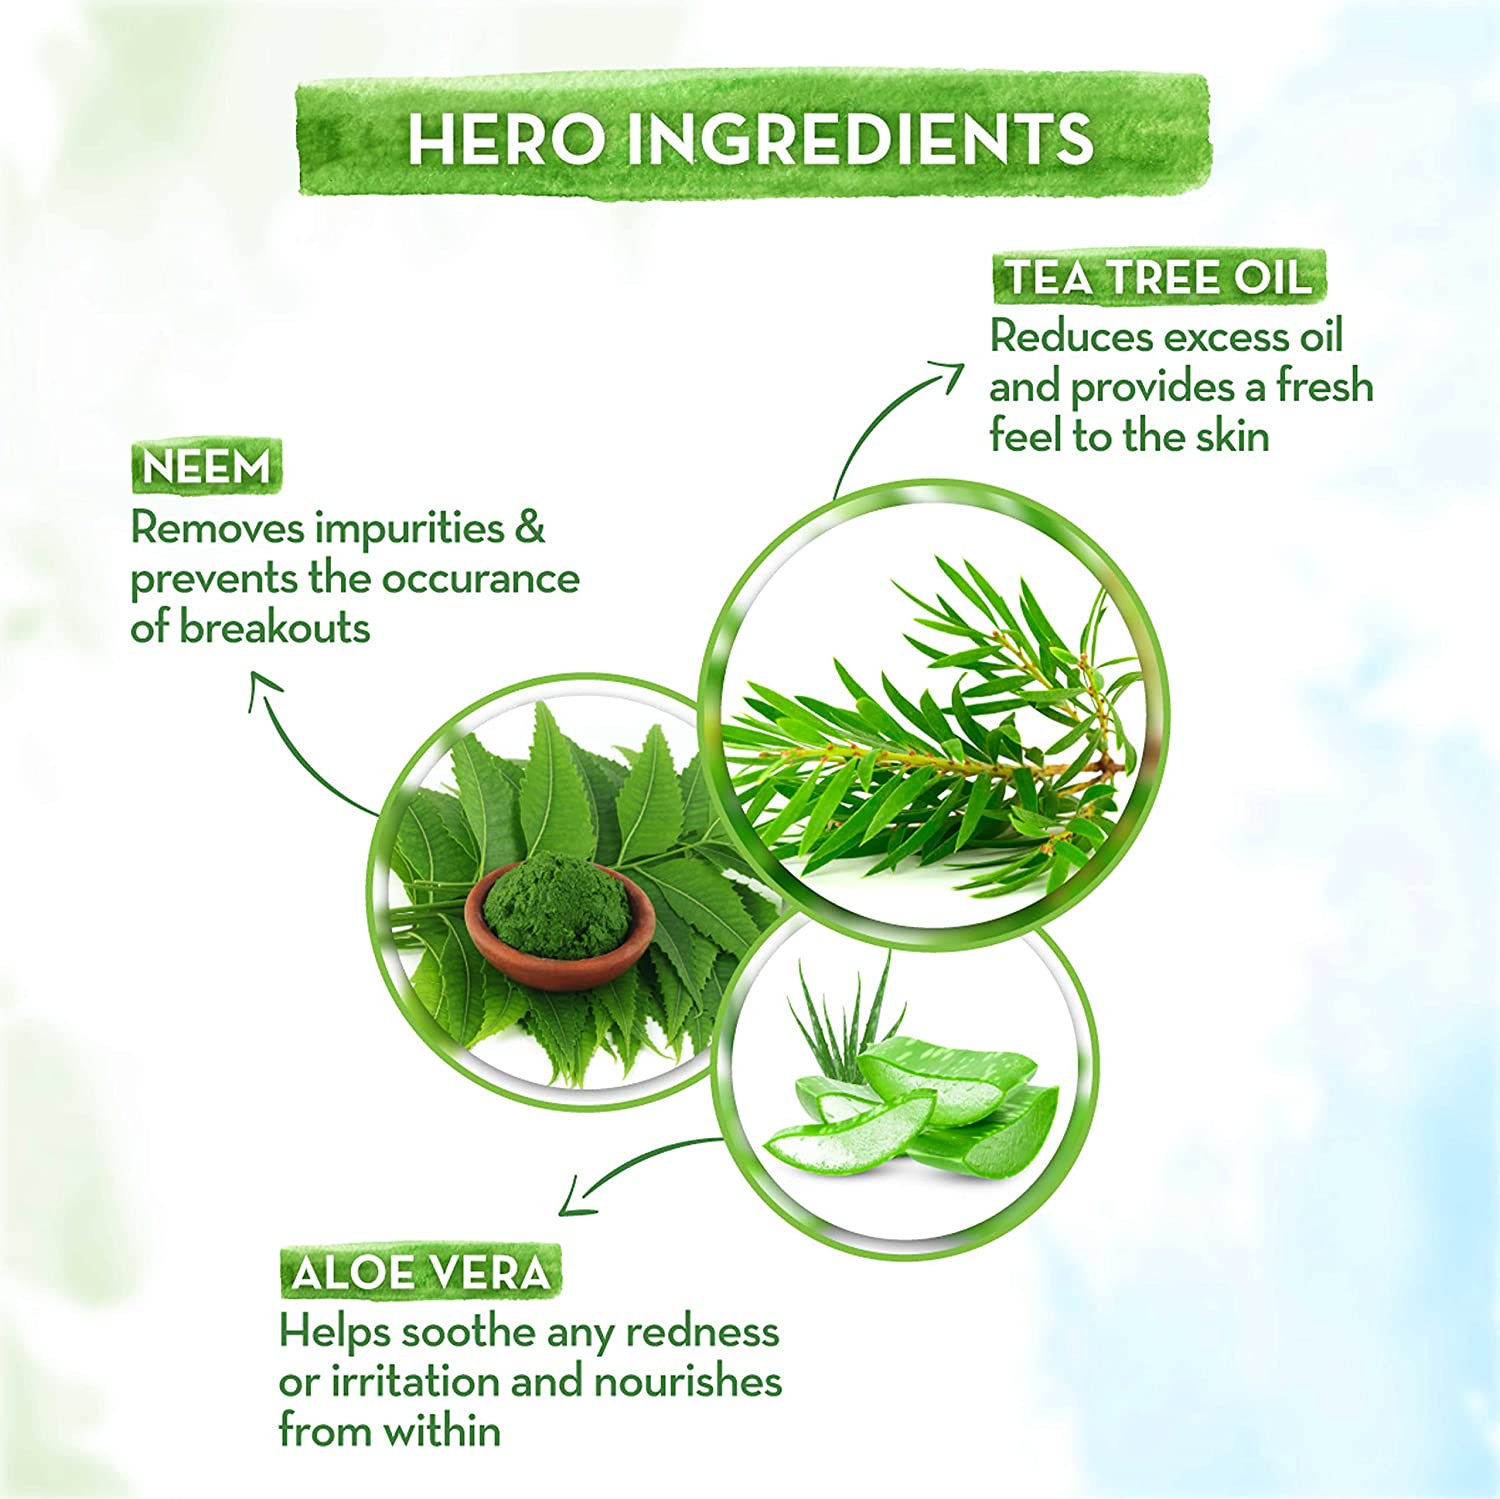 HERO INGREDIENTS
TEA TREE OIL
Reduces excess oil
and provides a fresh
feel to the skin
NEEM
Removes impurities &
prevents the occurance
of breakouts
ALOE VERA
Helps soothe any redness
or irritation and nourishes
from within